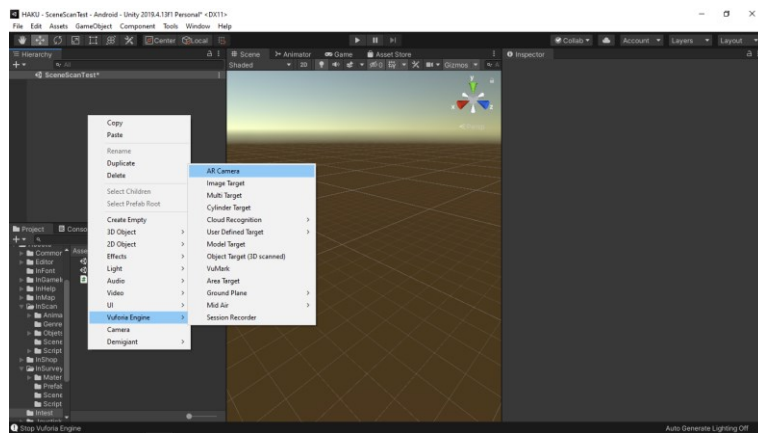 HAKU - SceneScanTest - Android - Unity 2019.4.13f1 Personal* <DX11>
File Edit Assets GameObject Component Tools Window Help
Center Local
Collab Account Layers Layout
Hierarchy
Scene Animator Game Asset Store
Inspector
All
Shaded 2D Gizmos
SceneScanTest*
Copy
Paste
Rename
Duplicate
Delete
Select Children
Select Prefab Root
Create Empty
3D Object
2D Object
Effects
Light
Audio
Video
UI
Vuforia Engine
Camera
Demigiant
AR Camera
Image Target
Multi Target
Cylinder Target
Cloud Recognition
User Defined Target
Model Target
Object Target (3D scanned)
VuMark
Area Target
Ground Plane
Mid Air
Session Recorder
Project Conso
Asse
Commor
Editor
InFont
InGameI
InHelp
InMap
InScan
Anima
Genre
Objets
Scene
Script
InShop
InSurvey
Mater
Prefat
Scene
Script
Intest
Stop Vuforia Engine
Auto Generate Lighting Off